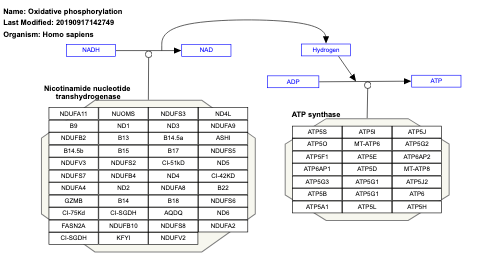 Name: Oxidative phosphorylation
Last Modified: 20190917142749
Organism: Homo sapiens
NADH
NAD
Hydrogen
ADP
ATP
Nicotinamide nucleotide
transhydrogenase
NDUFA11 NUOMS NDUFS3 ND4L
B9 ND1 ND3 NDUFA9
NDUFB2 B13 B14.5a ASHI
B14.5b B15 B17 NDUFS5
NDUFV3 NDUFS2 CI-51kD ND5
NDUFS7 NDUFB4 ND4 CI-42KD
NDUFA4 ND2 NDUFA8 B22
GZMB B14 B18 NDUFS6
CI-75Kd CI-SGDH AQDQ ND6
FASN2A NDUFB10 NDUFS8 NDUFA2
CI-SGDH KFYI NDUFV2
ATP synthase
ATP5S ATP5I ATP5J
ATP5O MT-ATP6 ATP5G2
ATP5F1 ATP5E ATP6AP2
ATP6AP1 ATP5D MT-ATP8
ATP5G3 ATP5G1 ATP5J2
ATP5B ATP5G1 ATP6
ATP5A1 ATP5L ATP5H